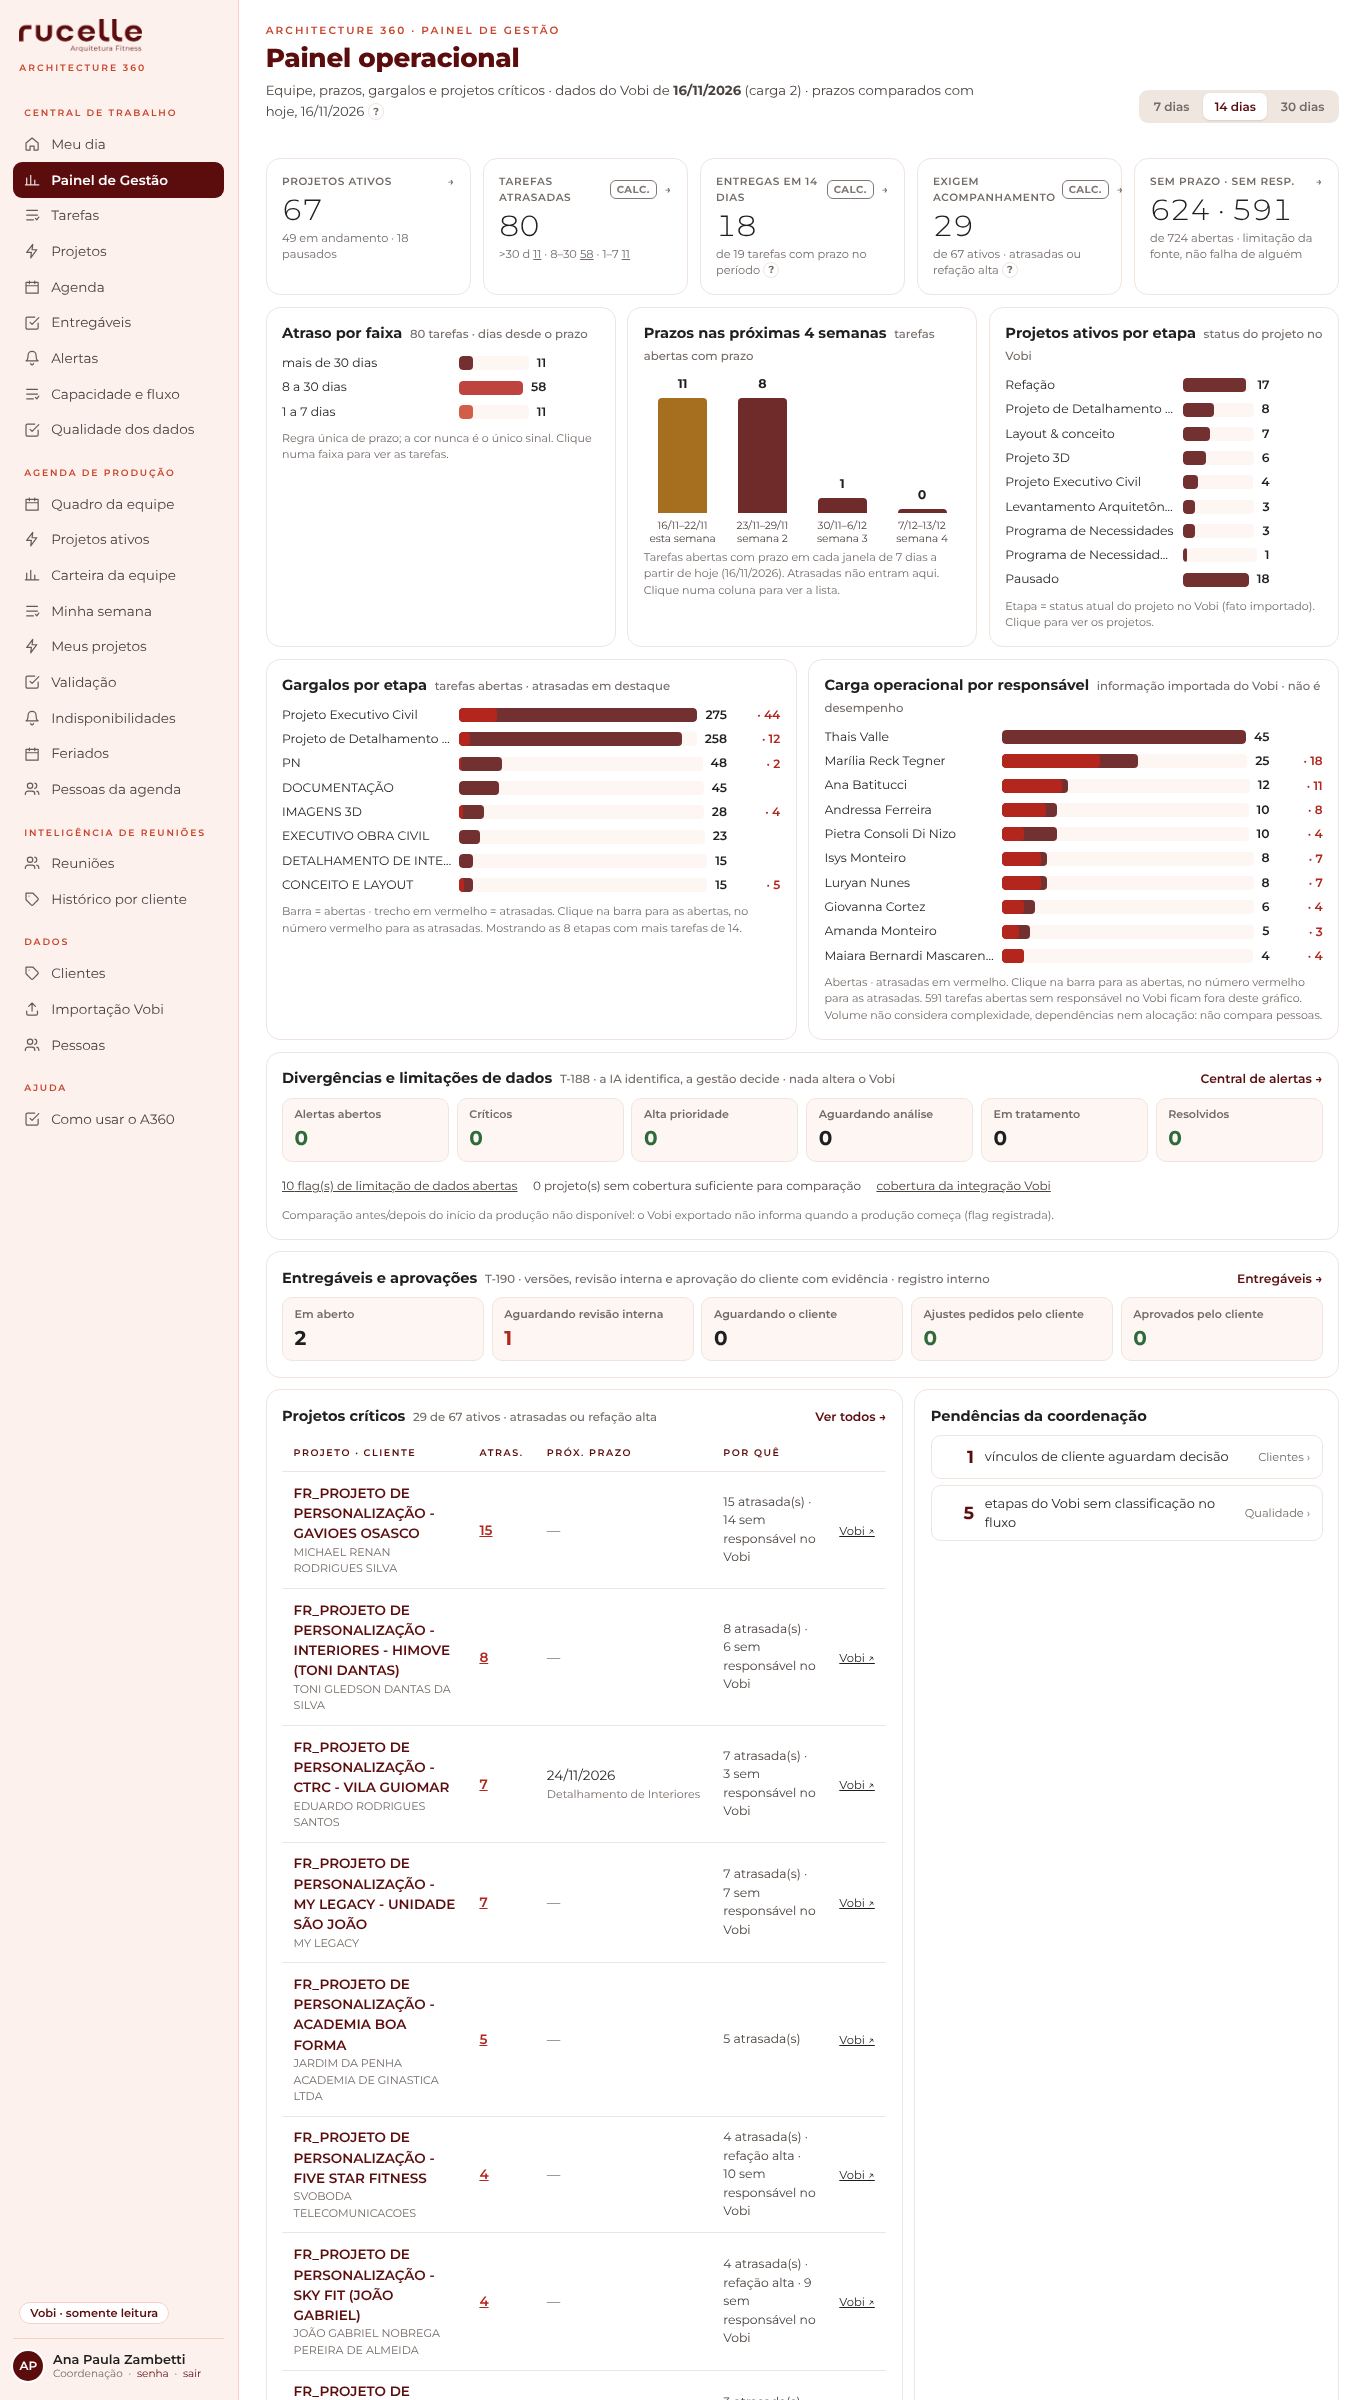 rucelle
Arquitetura Fitness
ARCHITECTURE 360
CENTRAL DE TRABALHO
Meu dia
Painel de Gestão
Tarefas
Projetos
Agenda
Entregáveis
Alertas
Capacidade e fluxo
Qualidade dos dados
AGENDA DE PRODUÇÃO
Quadro da equipe
Projetos ativos
Carteira da equipe
Minha semana
Meus projetos
Validação
Indisponibilidades
Feriados
Pessoas da agenda
INTELIGÊNCIA DE REUNIÕES
Reuniões
Histórico por cliente
DADOS
Clientes
Importação Vobi
Pessoas
AJUDA
Como usar o A360
Vobi · somente leitura
AP
Ana Paula Zambetti
Coordenação · senha · sair
ARCHITECTURE 360 · PAINEL DE GESTÃO
Painel operacional
Equipe, prazos, gargalos e projetos críticos · dados do Vobi de 16/11/2026 (carga 2) · prazos comparados com
hoje, 16/11/2026 ?
7 dias 14 dias 30 dias
PROJETOS ATIVOS →
67
49 em andamento · 18
pausados
TAREFAS
ATRASADAS CALC. →
80
>30 d 11 · 8–30 58 · 1–7 11
ENTREGAS EM 14
DIAS CALC. →
18
de 19 tarefas com prazo no
período ?
EXIGEM
ACOMPANHAMENTO CALC. →
29
de 67 ativos · atrasadas ou
refação alta ?
SEM PRAZO · SEM RESP. →
624 · 591
de 724 abertas · limitação da
fonte, não falha de alguém
Atraso por faixa 80 tarefas · dias desde o prazo
mais de 30 dias 11
8 a 30 dias 58
1 a 7 dias 11
Regra única de prazo; a cor nunca é o único sinal. Clique
numa faixa para ver as tarefas.
Prazos nas próximas 4 semanas tarefas
abertas com prazo
11 8 1 0
16/11–22/11 23/11–29/11 30/11–6/12 7/12–13/12
esta semana semana 2 semana 3 semana 4
Tarefas abertas com prazo em cada janela de 7 dias a
partir de hoje (16/11/2026). Atrasadas não entram aqui.
Clique numa coluna para ver a lista.
Projetos ativos por etapa status do projeto no
Vobi
Refação 17
Projeto de Detalhamento ... 8
Layout & conceito 7
Projeto 3D 6
Projeto Executivo Civil 4
Levantamento Arquitetôn... 3
Programa de Necessidades 3
Programa de Necessidad... 1
Pausado 18
Etapa = status atual do projeto no Vobi (fato importado).
Clique para ver os projetos.
Gargalos por etapa tarefas abertas · atrasadas em destaque
Projeto Executivo Civil 275 · 44
Projeto de Detalhamento ... 258 · 12
PN 48 · 2
DOCUMENTAÇÃO 45
IMAGENS 3D 28 · 4
EXECUTIVO OBRA CIVIL 23
DETALHAMENTO DE INTE... 15
CONCEITO E LAYOUT 15 · 5
Barra = abertas · trecho em vermelho = atrasadas. Clique na barra para as abertas, no
número vermelho para as atrasadas. Mostrando as 8 etapas com mais tarefas de 14.
Carga operacional por responsável informação importada do Vobi · não é
desempenho
Thais Valle 45
Marília Reck Tegner 25 · 18
Ana Batitucci 12 · 11
Andressa Ferreira 10 · 8
Pietra Consoli Di Nizo 10 · 4
Isys Monteiro 8 · 7
Luryan Nunes 8 · 7
Giovanna Cortez 6 · 4
Amanda Monteiro 5 · 3
Maiara Bernardi Mascaren... 4 · 4
Abertas · atrasadas em vermelho. Clique na barra para as abertas, no número vermelho
para as atrasadas. 591 tarefas abertas sem responsável no Vobi ficam fora deste gráfico.
Volume não considera complexidade, dependências nem alocação: não compara pessoas.
Divergências e limitações de dados T-188 · a IA identifica, a gestão decide · nada altera o Vobi Central de alertas →
Alertas abertos Críticos Alta prioridade Aguardando análise Em tratamento Resolvidos
0 0 0 0 0 0
10 flag(s) de limitação de dados abertas 0 projeto(s) sem cobertura suficiente para comparação cobertura da integração Vobi
Comparação antes/depois do início da produção não disponível: o Vobi exportado não informa quando a produção começa (flag registrada).
Entregáveis e aprovações T-190 · versões, revisão interna e aprovação do cliente com evidência · registro interno Entregáveis →
Em aberto Aguardando revisão interna Aguardando o cliente Ajustes pedidos pelo cliente Aprovados pelo cliente
2 1 0 0 0
Projetos críticos 29 de 67 ativos · atrasadas ou refação alta Ver todos →
PROJETO · CLIENTE ATRAS. PRÓX. PRAZO POR QUÊ
FR_PROJETO DE
PERSONALIZAÇÃO -
GAVIOES OSASCO
MICHAEL RENAN
RODRIGUES SILVA
15
—
15 atrasada(s) ·
14 sem
responsável no
Vobi
Vobi ↗
FR_PROJETO DE
PERSONALIZAÇÃO -
INTERIORES - HIMOVE
(TONI DANTAS)
TONI GLEDSON DANTAS DA
SILVA
8
—
8 atrasada(s) ·
6 sem
responsável no
Vobi
Vobi ↗
FR_PROJETO DE
PERSONALIZAÇÃO -
CTRC - VILA GUIOMAR
EDUARDO RODRIGUES
SANTOS
7
24/11/2026
Detalhamento de Interiores
7 atrasada(s) ·
3 sem
responsável no
Vobi
Vobi ↗
FR_PROJETO DE
PERSONALIZAÇÃO -
MY LEGACY - UNIDADE
SÃO JOÃO
MY LEGACY
7
—
7 atrasada(s) ·
7 sem
responsável no
Vobi
Vobi ↗
FR_PROJETO DE
PERSONALIZAÇÃO -
ACADEMIA BOA
FORMA
JARDIM DA PENHA
ACADEMIA DE GINASTICA
LTDA
5
—
5 atrasada(s)
Vobi ↗
FR_PROJETO DE
PERSONALIZAÇÃO -
FIVE STAR FITNESS
SVOBODA
TELECOMUNICACOES
4
—
4 atrasada(s) ·
refação alta ·
10 sem
responsável no
Vobi
Vobi ↗
FR_PROJETO DE
PERSONALIZAÇÃO -
SKY FIT (JOÃO
GABRIEL)
JOÃO GABRIEL NOBREGA
PEREIRA DE ALMEIDA
4
—
4 atrasada(s) ·
refação alta · 9
sem
responsável no
Vobi
Vobi ↗
FR_PROJETO DE
Pendências da coordenação
1 vínculos de cliente aguardam decisão Clientes ›
5 etapas do Vobi sem classificação no
fluxo Qualidade ›